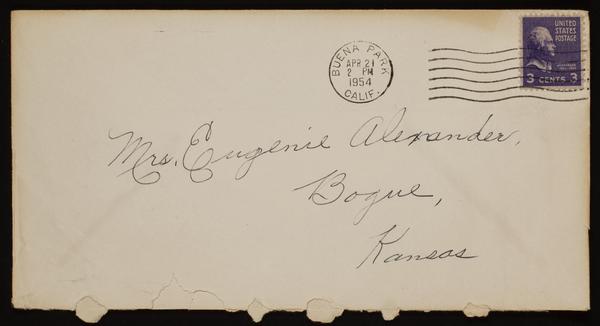 BUENA PARK
APR 21
2 PM
1954
CALIF.
UNITED
STATES
POSTAGE
3 CENTS 3
Mrs. Eugenie Alexander,
Bogue,
Kansas